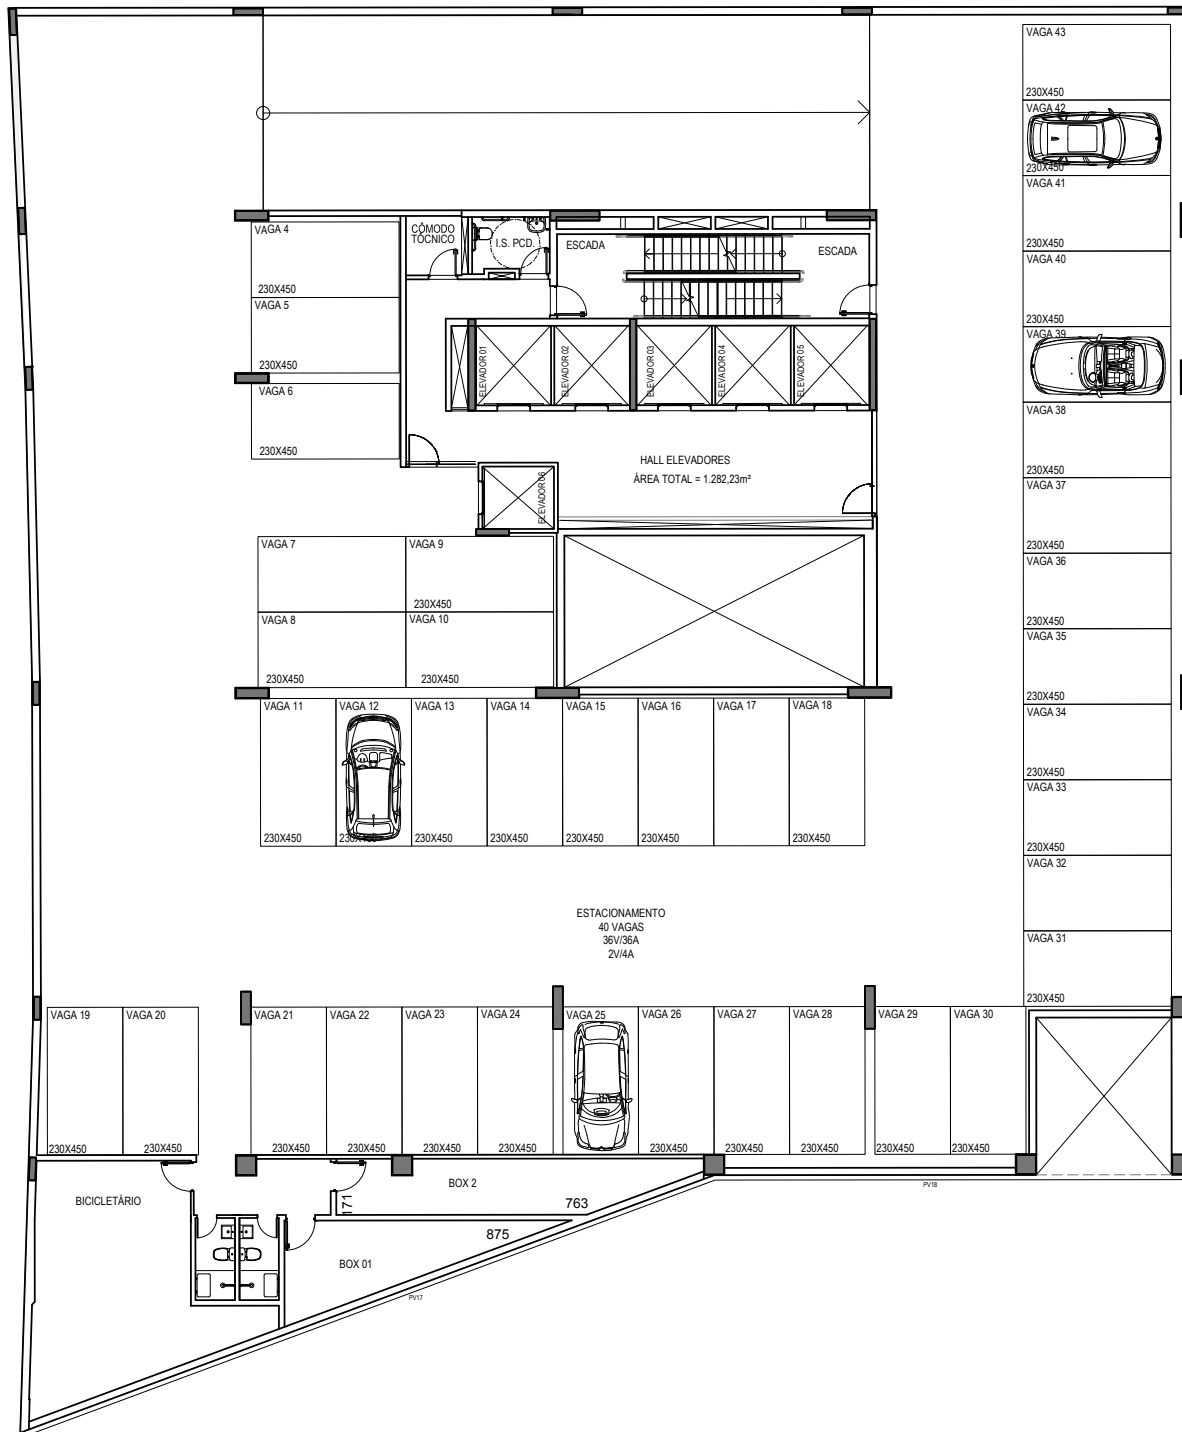 VAGA 43
230X450
VAGA 42
230X450
VAGA 41
230X450
VAGA 40
230X450
VAGA 39
VAGA 38
230X450
VAGA 37
230X450
VAGA 36
230X450
VAGA 35
230X450
VAGA 34
230X450
VAGA 33
230X450
VAGA 32
VAGA 31
230X450
VAGA 4
230X450
VAGA 5
230X450
VAGA 6
230X450
CÔMODO
TÓCNICO
I.S. PCD.
ESCADA
ESCADA
ELEVADOR 01
ELEVADOR 02
ELEVADOR 03
ELEVADOR 04
ELEVADOR 05
HALL ELEVADORES
ÁREA TOTAL = 1.282,23m²
ELEVADOR 06
VAGA 7
VAGA 9
230X450
VAGA 8
VAGA 10
230X450
230X450
VAGA 11
VAGA 12
VAGA 13
VAGA 14
VAGA 15
VAGA 16
VAGA 17
VAGA 18
230X450
230X450
230X450
230X450
230X450
230X450
230X450
ESTACIONAMENTO
40 VAGAS
36V/36A
2V/4A
VAGA 19
VAGA 20
VAGA 21
VAGA 22
VAGA 23
VAGA 24
VAGA 25
VAGA 26
VAGA 27
VAGA 28
VAGA 29
VAGA 30
230X450
230X450
230X450
230X450
230X450
230X450
230X450
230X450
230X450
230X450
230X450
BICICLETÁRIO
BOX 2
171
763
875
BOX 01
PV17
PV18